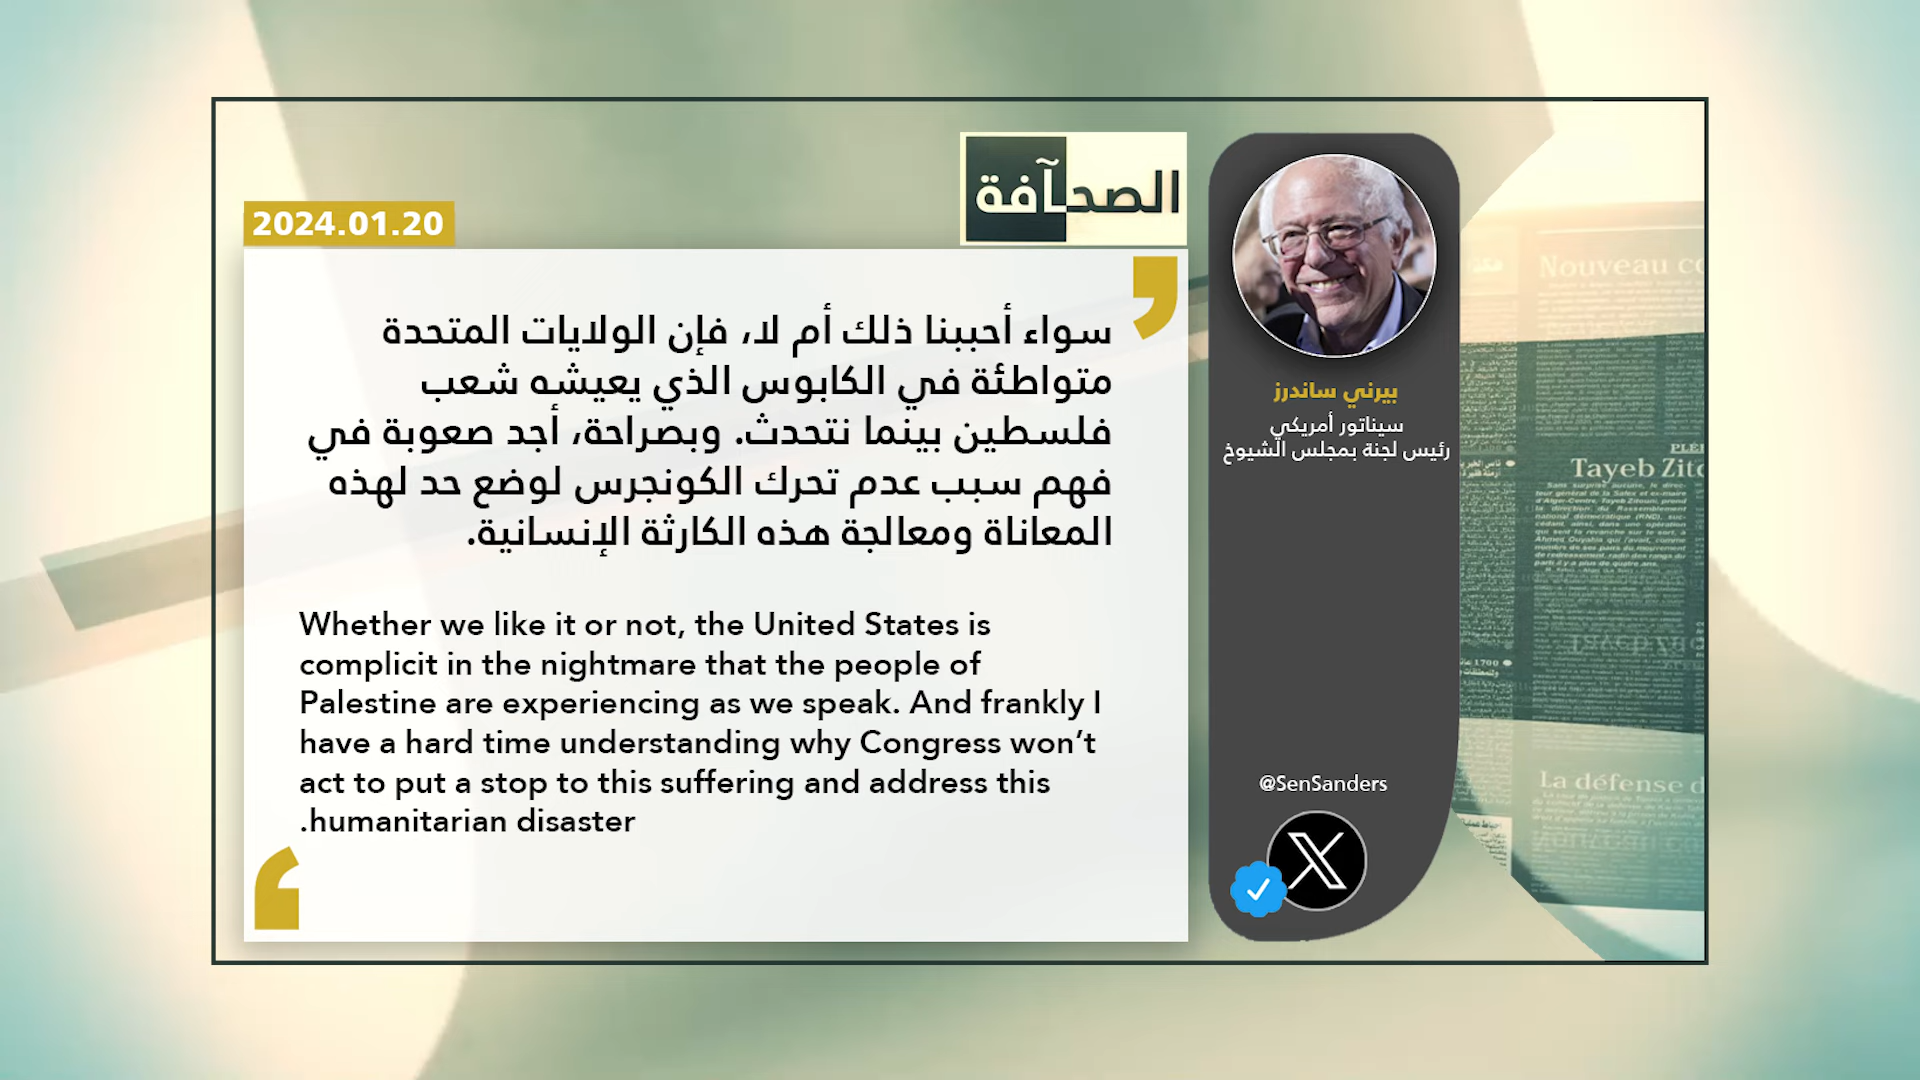 الصحآفة
2024.01.20
سواء أحببنا ذلك أم لا، فإن الولايات المتحدة
متواطئة في الكابوس الذي يعيشه شعب
فلسطين بينما نتحدث. وبصراحة، أجد صعوبة في
فهم سبب عدم تحرك الكونجرس لوضع حد لهذه
المعاناة ومعالجة هذه الكارثة الإنسانية.
Whether we like it or not, the United States is
complicit in the nightmare that the people of
Palestine are experiencing as we speak. And frankly I
have a hard time understanding why Congress won’t
act to put a stop to this suffering and address this
.humanitarian disaster
بيرني ساندرز
سيناتور أمريكي
رئيس لجنة بمجلس الشيوخ
@SenSanders
Nouveau
Tayeb
La défense